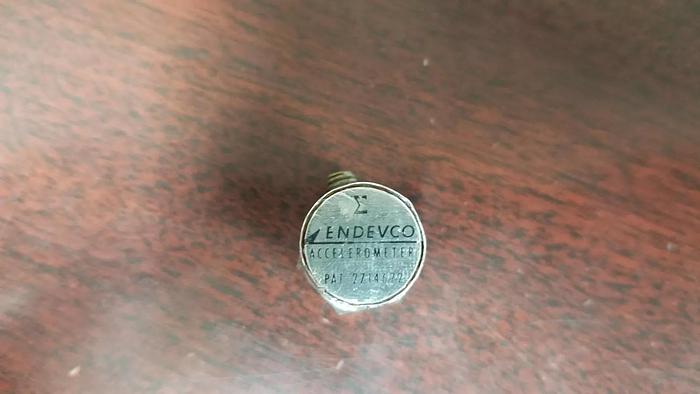 Σ
ENDEVCO
ACCELEROMETER
PAT 2714672